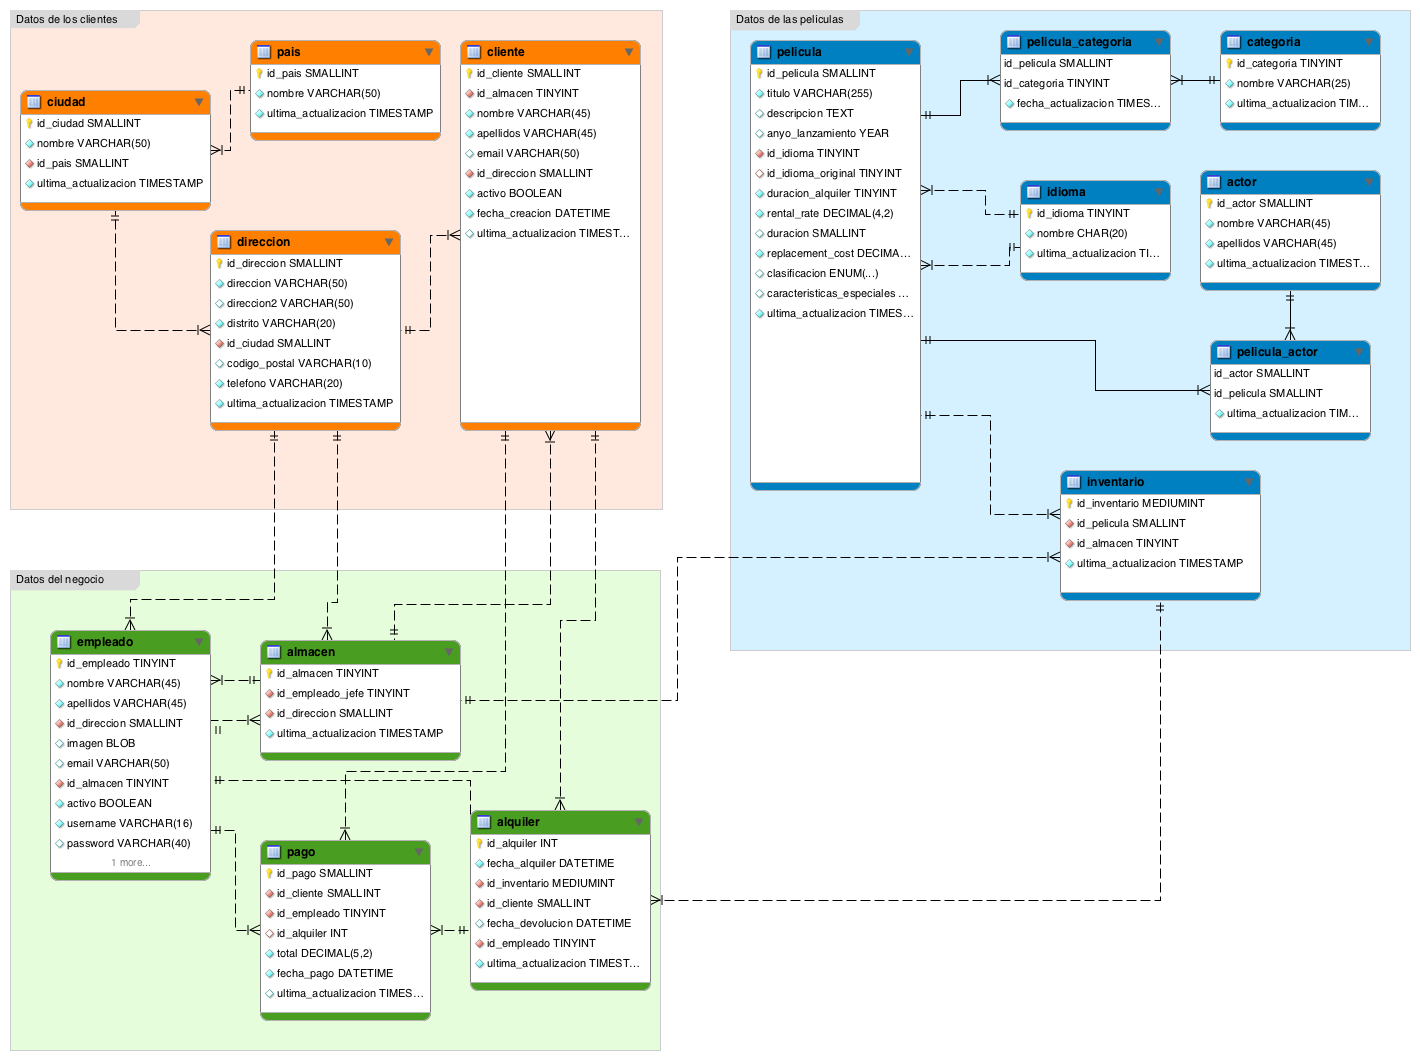 Datos de los clientes
pais
id_pais SMALLINT
nombre VARCHAR(50)
ultima_actualizacion TIMESTAMP
ciudad
id_ciudad SMALLINT
nombre VARCHAR(50)
id_pais SMALLINT
ultima_actualizacion TIMESTAMP
cliente
id_cliente SMALLINT
id_almacen TINYINT
nombre VARCHAR(45)
apellidos VARCHAR(45)
email VARCHAR(50)
id_direccion SMALLINT
activo BOOLEAN
fecha_creacion DATETIME
ultima_actualizacion TIMEST...
direccion
id_direccion SMALLINT
direccion VARCHAR(50)
direccion2 VARCHAR(50)
distrito VARCHAR(20)
id_ciudad SMALLINT
codigo_postal VARCHAR(10)
telefono VARCHAR(20)
ultima_actualizacion TIMESTAMP
Datos de las peliculas
pelicula
id_pelicula SMALLINT
titulo VARCHAR(255)
descripcion TEXT
anyo_lanzamiento YEAR
id_idioma TINYINT
id_idioma_original TINYINT
duracion_alquiler TINYINT
rental_rate DECIMAL(4,2)
duracion SMALLINT
replacement_cost DECIMA...
clasificacion ENUM(...)
caracteristicas_especiales ...
ultima_actualizacion TIMES...
pelicula_categoria
id_pelicula SMALLINT
id_categoria TINYINT
fecha_actualizacion TIMES...
categoria
id_categoria TINYINT
nombre VARCHAR(25)
ultima_actualizacion TIM...
idioma
id_idioma TINYINT
nombre CHAR(20)
ultima_actualizacion TI...
actor
id_actor SMALLINT
nombre VARCHAR(45)
apellidos VARCHAR(45)
ultima_actualizacion TIMEST...
pelicula_actor
id_actor SMALLINT
id_pelicula SMALLINT
ultima_actualizacion TIM...
inventario
id_inventario MEDIUMINT
id_pelicula SMALLINT
id_almacen TINYINT
ultima_actualizacion TIMESTAMP
Datos del negocio
empleado
id_empleado TINYINT
nombre VARCHAR(45)
apellidos VARCHAR(45)
id_direccion SMALLINT
imagen BLOB
email VARCHAR(50)
id_almacen TINYINT
activo BOOLEAN
username VARCHAR(16)
password VARCHAR(40)
1 more...
almacen
id_almacen TINYINT
id_empleado_jefe TINYINT
id_direccion SMALLINT
ultima_actualizacion TIMESTAMP
pago
id_pago SMALLINT
id_cliente SMALLINT
id_empleado TINYINT
id_alquiler INT
total DECIMAL(5,2)
fecha_pago DATETIME
ultima_actualizacion TIMES...
alquiler
id_alquiler INT
fecha_alquiler DATETIME
id_inventario MEDIUMINT
id_cliente SMALLINT
fecha_devolucion DATETIME
id_empleado TINYINT
ultima_actualizacion TIMEST...